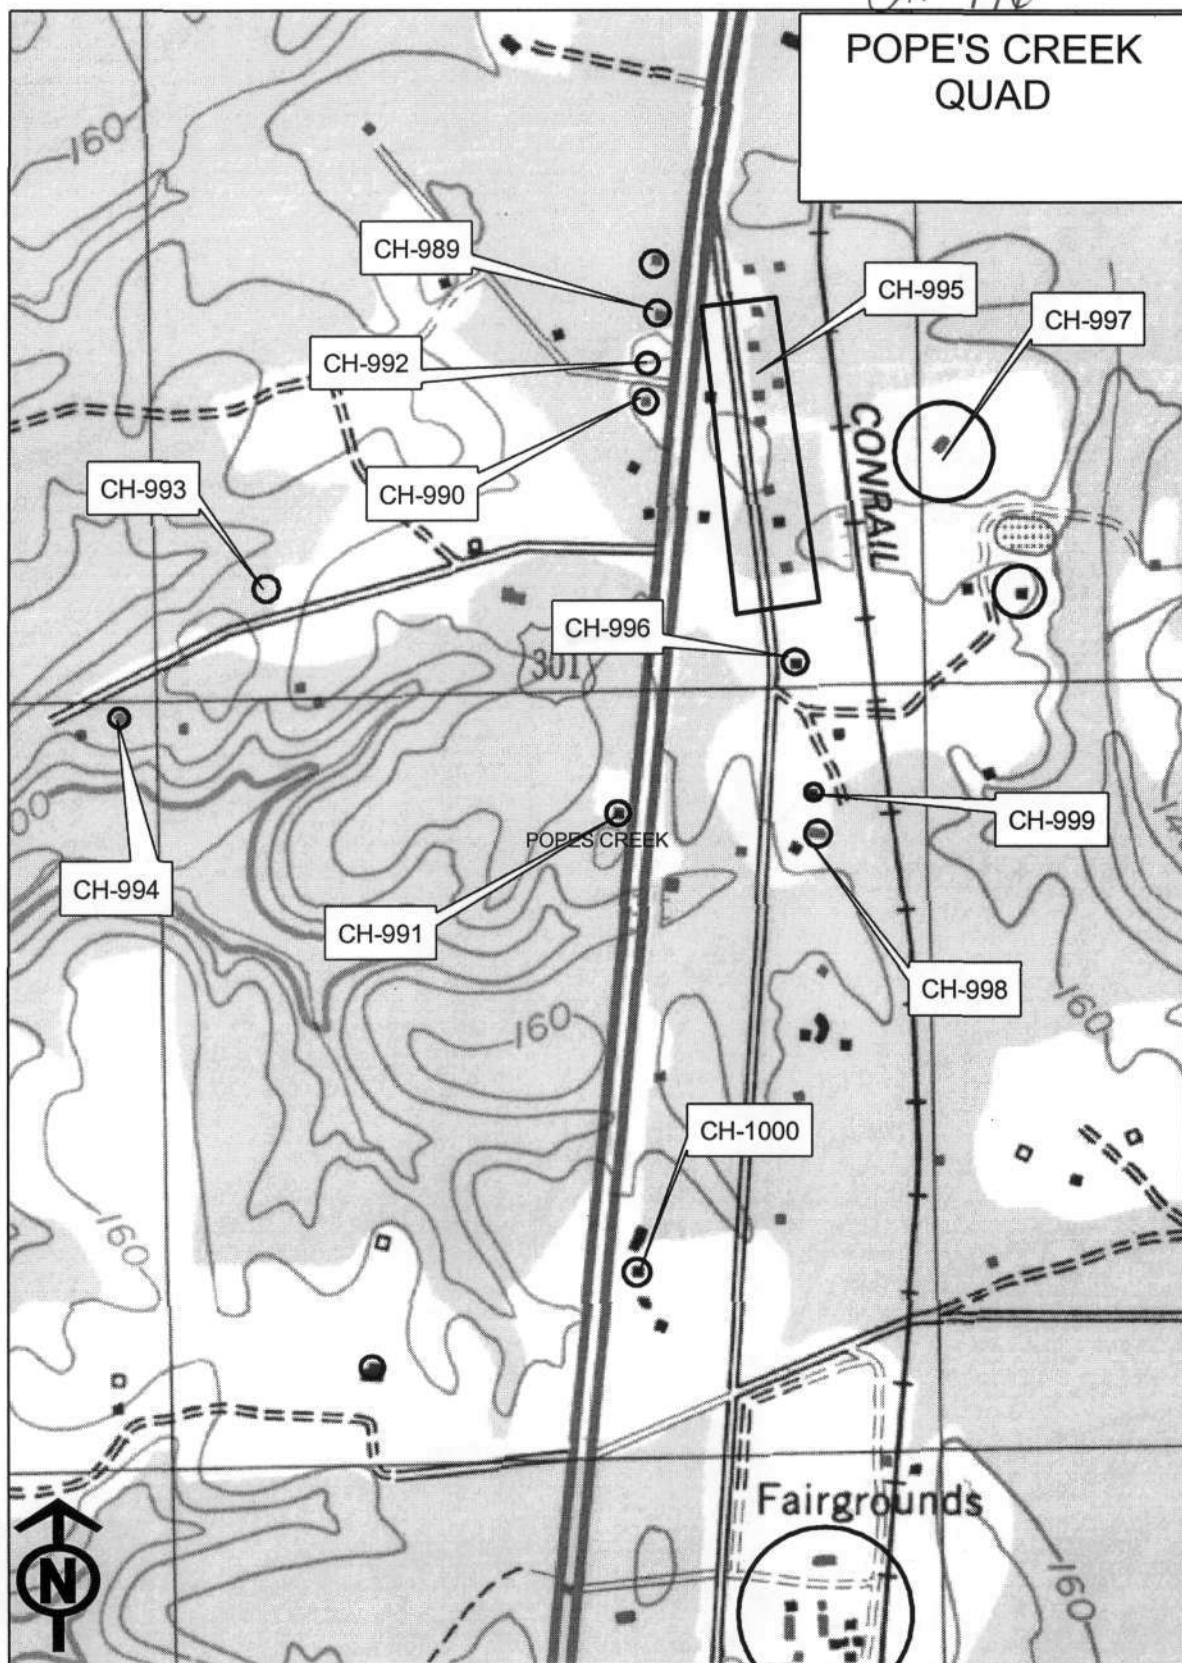 POPE'S CREEK
QUAD
160
CH-989
CH-995
CH-997
CH-992
CONRAIL
CH-993
CH-990
CH-996
301
CH-999
POPES CREEK
CH-994
CH-991
CH-998
160
160
CH-1000
160
Fairgrounds
160
N